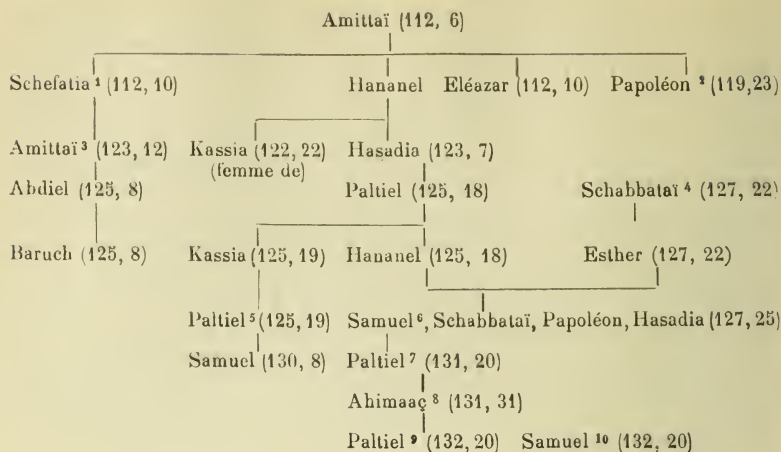 Amittaï (112, 6)
Schefatia ¹ (112, 10) Hananel Eléazar (112, 10) Papoléon ² (119,23)
Amittaï ³ (123, 12) Kassia (122, 22) Hasadia (123, 7)
(femme de)
Abdiel (125, 8) Paltiel (125, 18) Schabbataï ⁴ (127, 22)
Baruch (125, 8) Kassia (125, 19) Hananel (125, 18) Esther (127, 22)
Paltiel ⁵ (125, 19) Samuel ⁶, Schabbataï, Papoléon, Hasadia (127, 25)
Samuel (130, 8) Paltiel ⁷ (131, 20)
Ahimaaç ⁸ (131, 31)
Paltiel ⁹ (132, 20) Samuel ¹⁰ (132, 20)